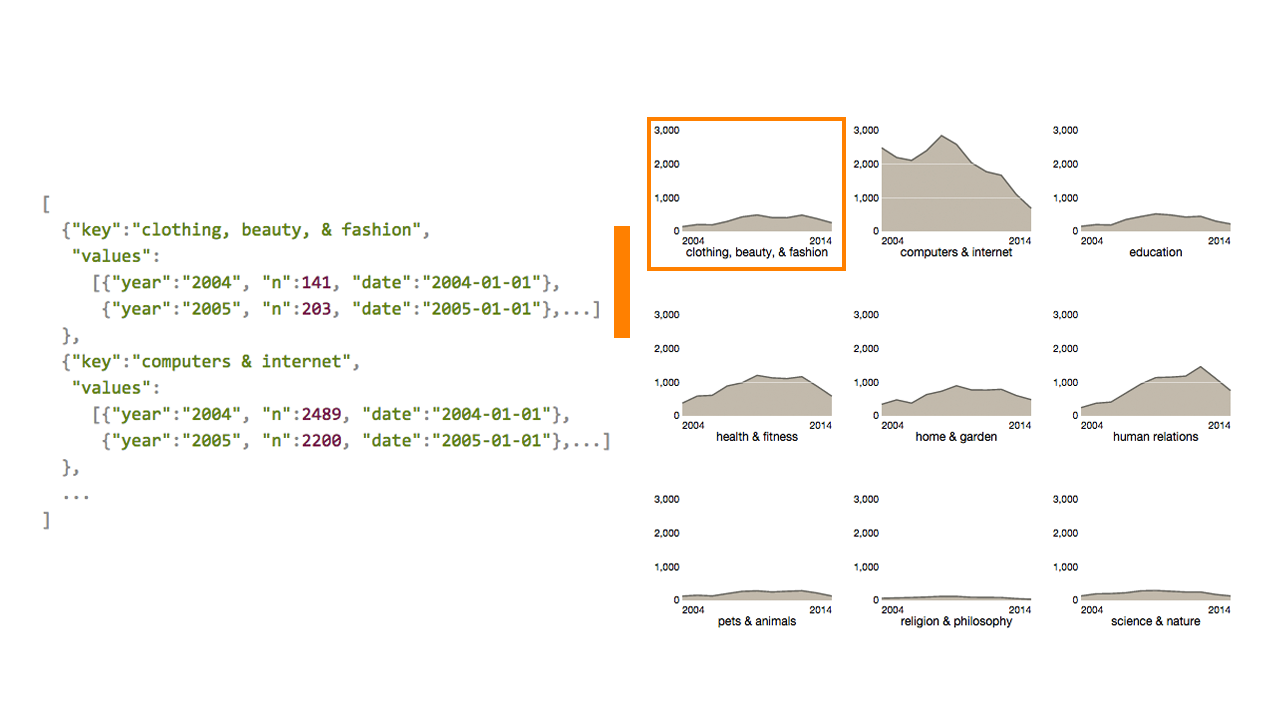 [
{"key":"clothing, beauty, & fashion",
"values":
[{"year":"2004", "n":141, "date":"2004-01-01"},
{"year":"2005", "n":203, "date":"2005-01-01"},...]
},
{"key":"computers & internet",
"values":
[{"year":"2004", "n":2489, "date":"2004-01-01"},
{"year":"2005", "n":2200, "date":"2005-01-01"},...]
},
...
]
3,000
2,000
1,000
0
2004 2014
clothing, beauty, & fashion
3,000
2,000
1,000
0
2004 2014
computers & internet
3,000
2,000
1,000
0
2004 2014
education
3,000
2,000
1,000
0
2004 2014
health & fitness
3,000
2,000
1,000
0
2004 2014
home & garden
3,000
2,000
1,000
0
2004 2014
human relations
3,000
2,000
1,000
0
2004 2014
pets & animals
3,000
2,000
1,000
0
2004 2014
religion & philosophy
3,000
2,000
1,000
0
2004 2014
science & nature